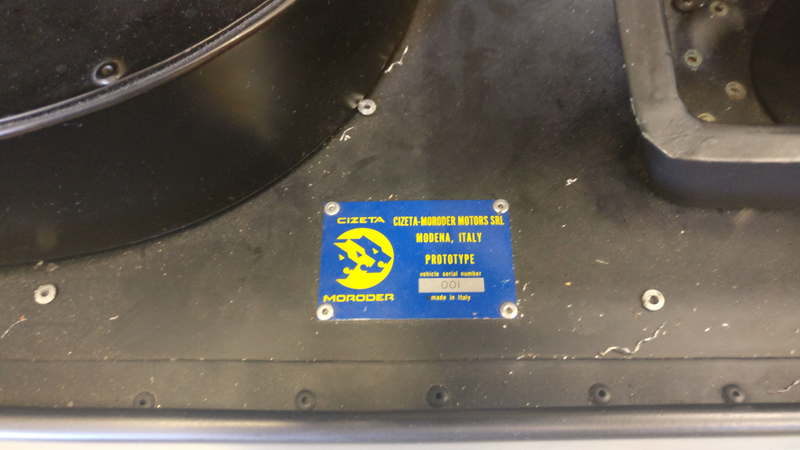 CIZETA
MORODER
CIZETA-MORODER MOTORS SRL
MODENA, ITALY
PROTOTYPE
vehicle serial number
001
made in Italy